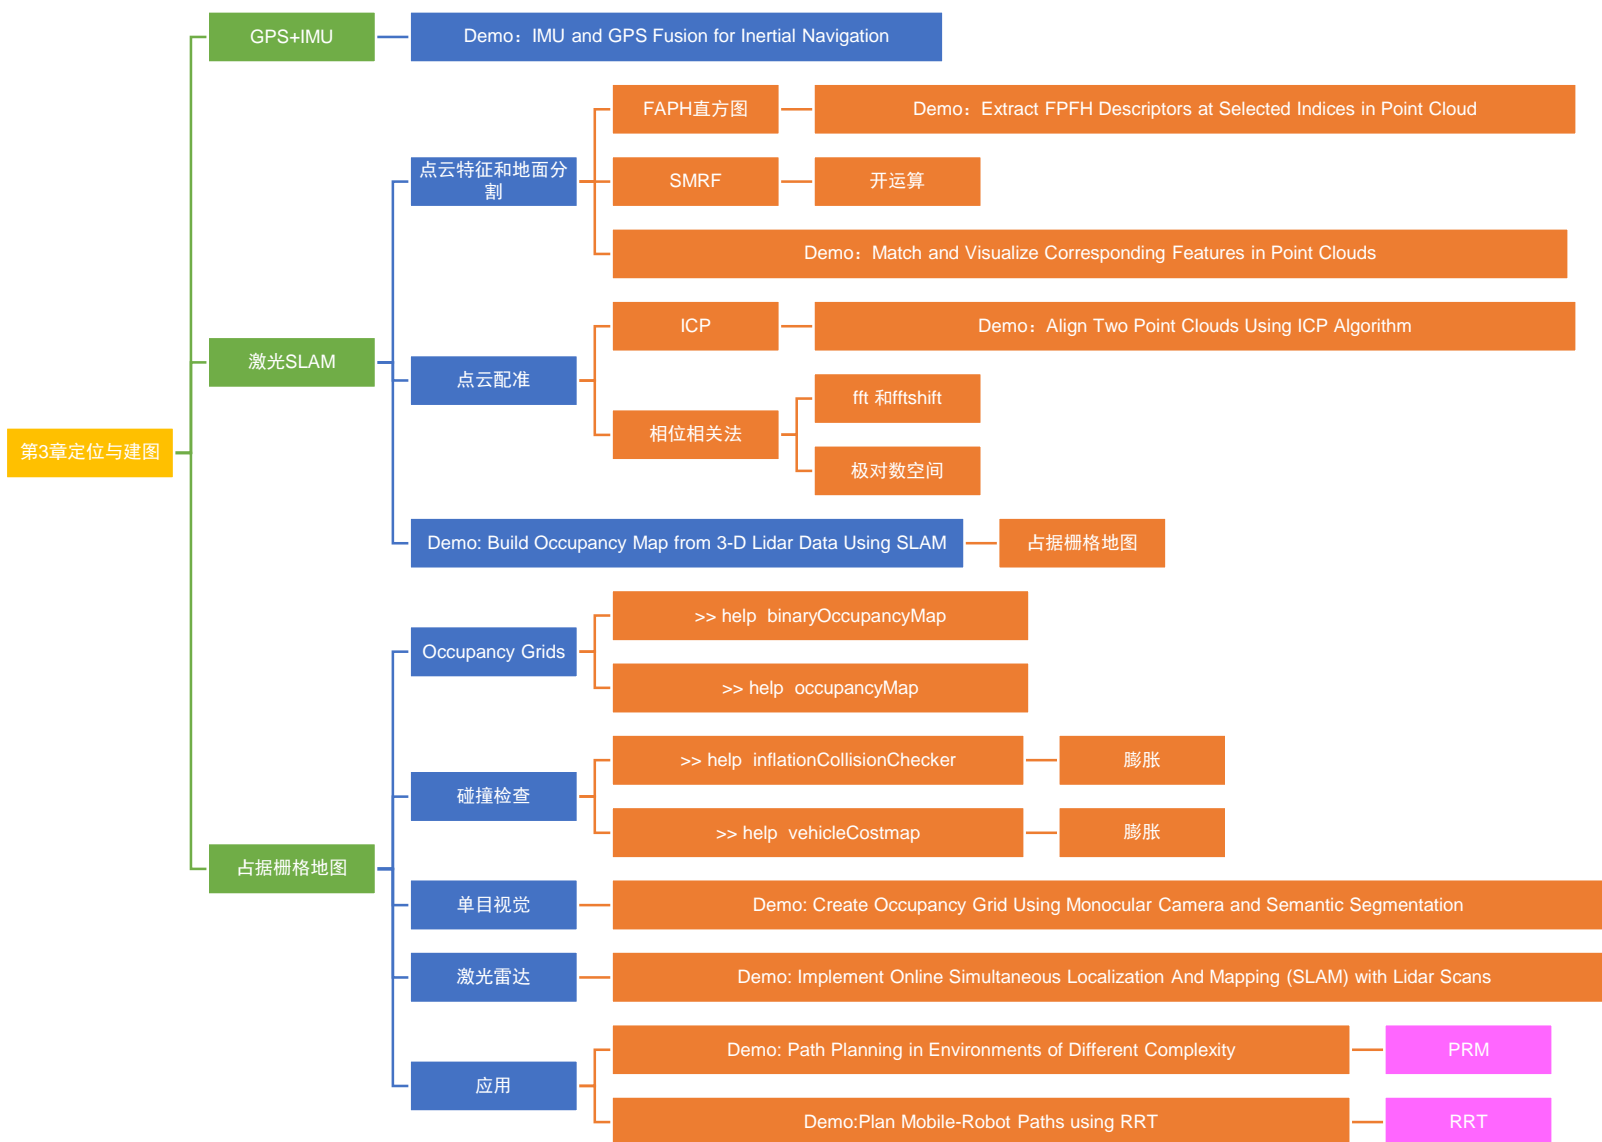 第3章定位与建图
GPS+IMU
Demo：IMU and GPS Fusion for Inertial Navigation
激光SLAM
点云特征和地面分
割
FAPH直方图
Demo：Extract FPFH Descriptors at Selected Indices in Point Cloud
SMRF
开运算
Demo：Match and Visualize Corresponding Features in Point Clouds
点云配准
ICP
Demo：Align Two Point Clouds Using ICP Algorithm
相位相关法
fft 和fftshift
极对数空间
Demo: Build Occupancy Map from 3-D Lidar Data Using SLAM
占据栅格地图
占据栅格地图
Occupancy Grids
>> help  binaryOccupancyMap
>> help  occupancyMap
碰撞检查
>> help  inflationCollisionChecker
膨胀
>> help  vehicleCostmap
膨胀
单目视觉
Demo: Create Occupancy Grid Using Monocular Camera and Semantic Segmentation
激光雷达
Demo: Implement Online Simultaneous Localization And Mapping (SLAM) with Lidar Scans
应用
Demo: Path Planning in Environments of Different Complexity
PRM
Demo:Plan Mobile-Robot Paths using RRT
RRT